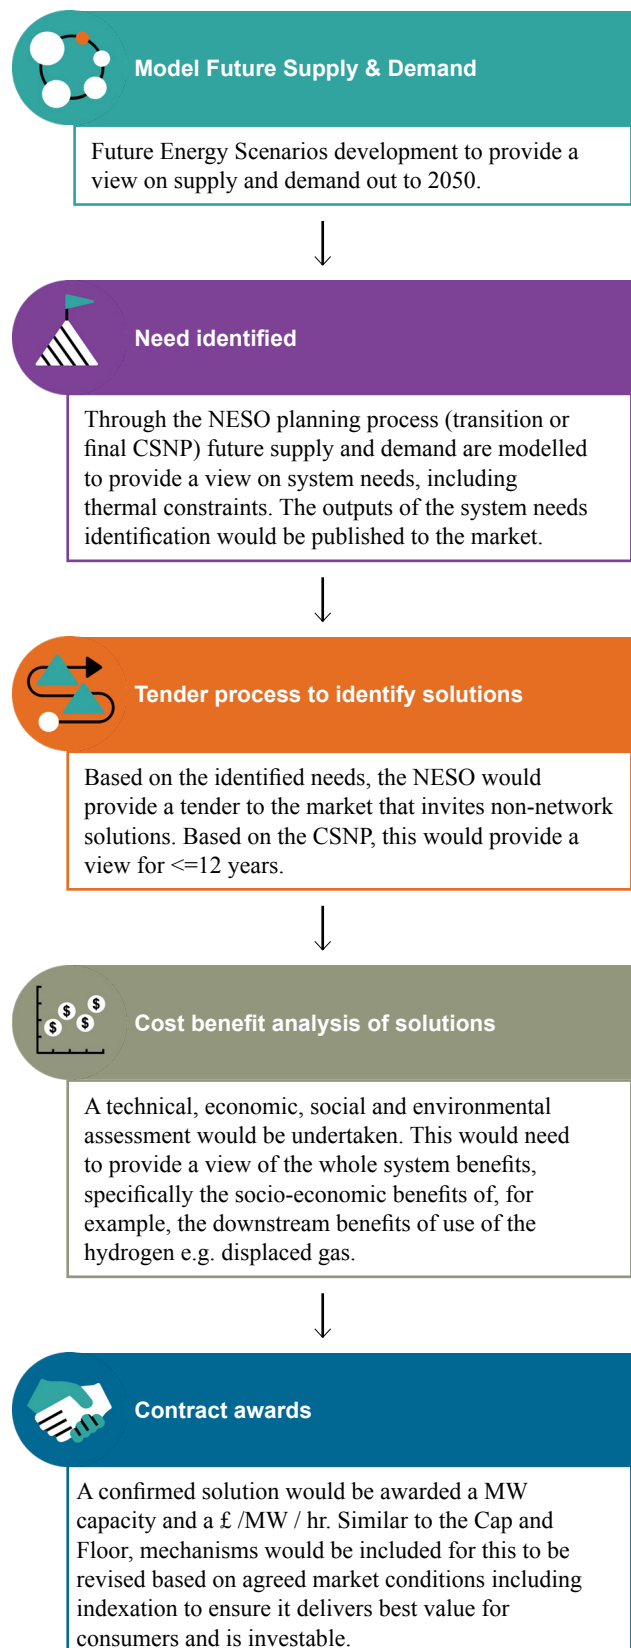 Model Future Supply & Demand
Future Energy Scenarios development to provide a
view on supply and demand out to 2050.
Need identified
Through the NESO planning process (transition or
final CSNP) future supply and demand are modelled
to provide a view on system needs, including
thermal constraints. The outputs of the system needs
identification would be published to the market.
Tender process to identify solutions
Based on the identified needs, the NESO would
provide a tender to the market that invites non-network
solutions. Based on the CSNP, this would provide a
view for <=12 years.
$ $ $ $
Cost benefit analysis of solutions
A technical, economic, social and environmental
assessment would be undertaken. This would need
to provide a view of the whole system benefits,
specifically the socio-economic benefits of, for
example, the downstream benefits of use of the
hydrogen e.g. displaced gas.
Contract awards
A confirmed solution would be awarded a MW
capacity and a £ /MW / hr. Similar to the Cap and
Floor, mechanisms would be included for this to be
revised based on agreed market conditions including
indexation to ensure it delivers best value for
consumers and is investable.